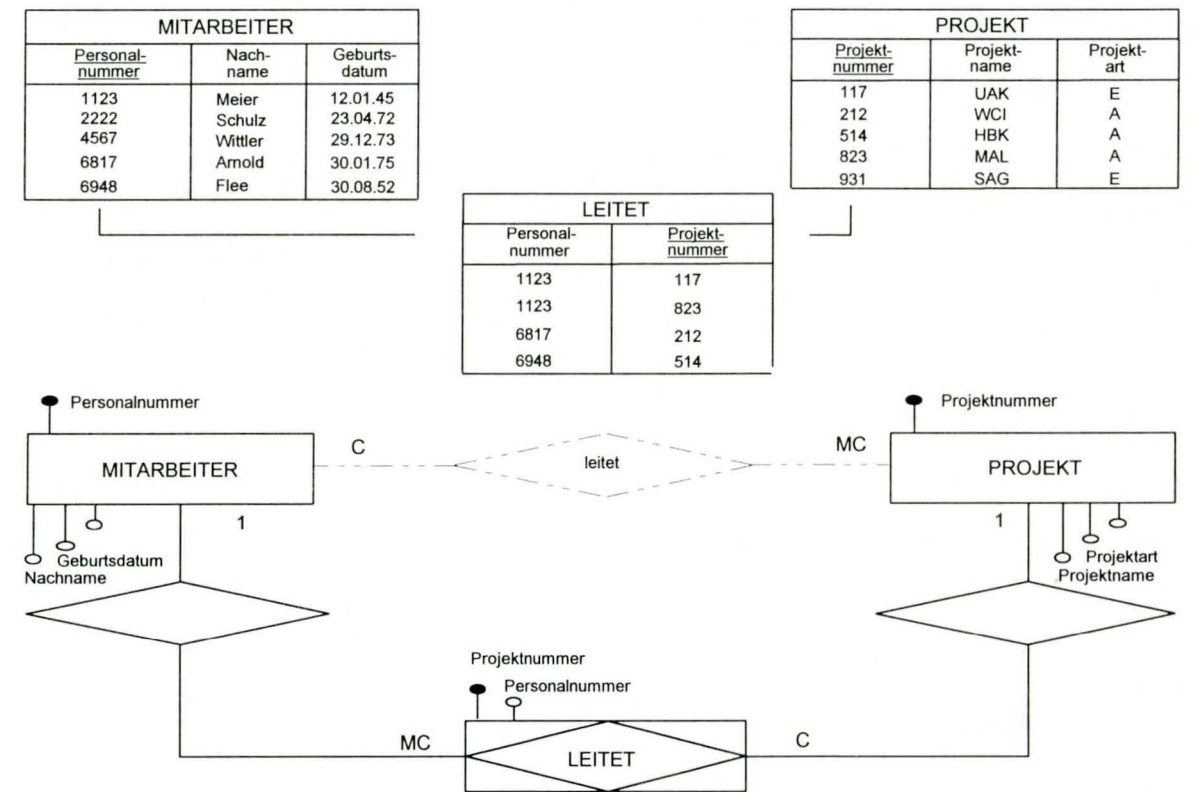 MITARBEITER
Personal- Nach- Geburts-
nummer name datum
1123 Meier 12.01.45
2222 Schulz 23.04.72
4567 Wittler 29.12.73
6817 Arnold 30.01.75
6948 Flee 30.08.52
PROJEKT
Projekt- Projekt- Projekt-
nummer name art
117 UAK E
212 WCI A
514 HBK A
823 MAL A
931 SAG E
LEITET
Personal- Projekt-
nummer nummer
1123 117
1123 823
6817 212
6948 514
Personalnummer
MITARBEITER
C
leitet
MC
Projektnummer
PROJEKT
1
Geburtsdatum
Nachname
1
Projektart
Projektname
Projektnummer
Personalnummer
MC
LEITET
C